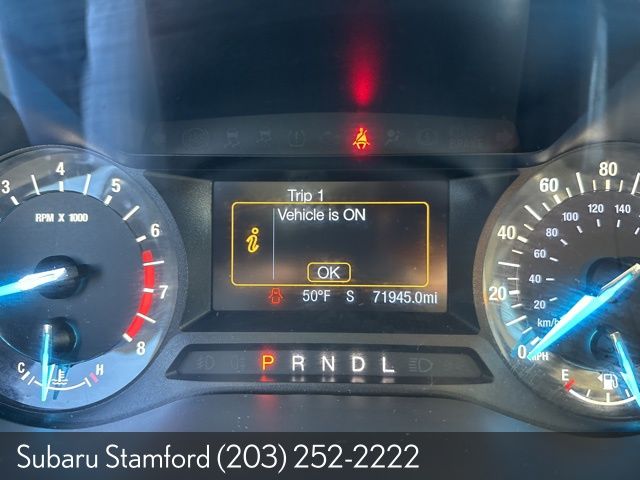 3 4 5 6 7 8
RPM X 1000
C H
Trip 1
Vehicle is ON
i
OK
50°F S 71945.0mi
P R N D L
0 20 40 60 80
20 40 60 80 100 120 140
km/h
MPH
E
Subaru Stamford (203) 252-2222